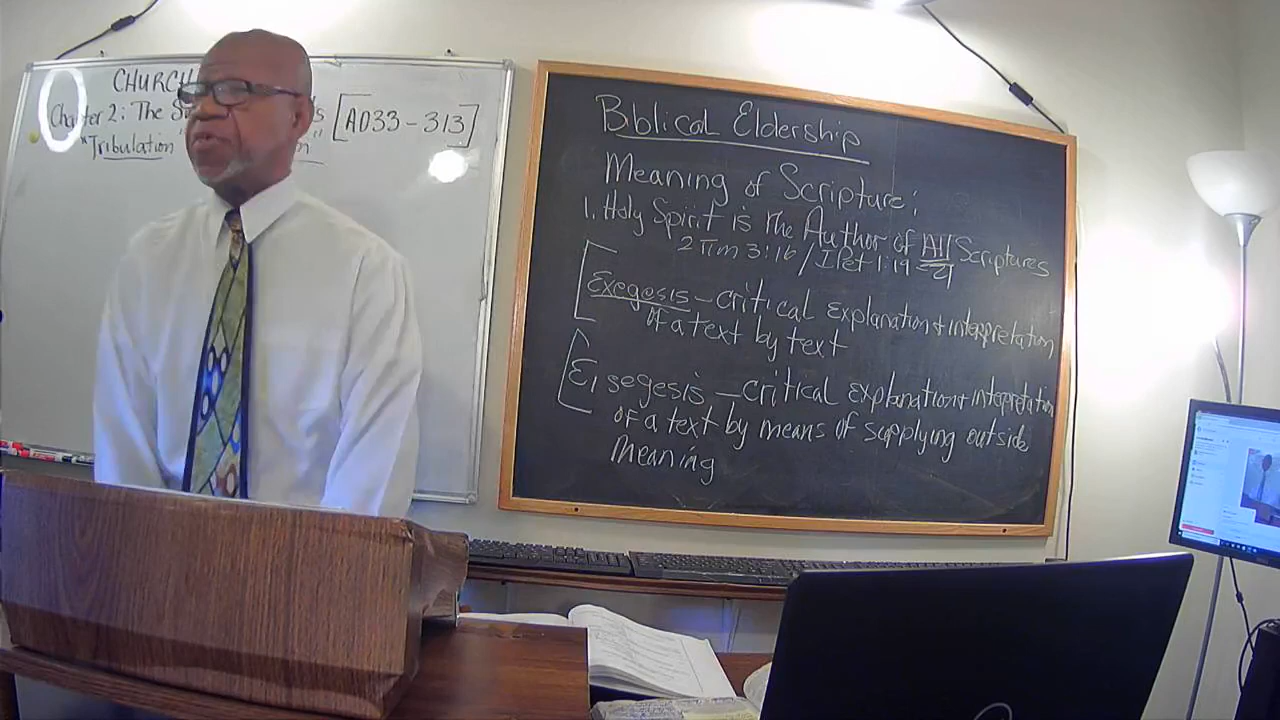 CHURCH
Chapter 2: The [AD33-313]
"Tribulation
Biblical Eldership
Meaning of Scripture:
1. Holy Spirit is the Author of All Scriptures
2 Tim 3:16 / I Pet 1:19-21
[Exegesis - critical explanation & interpretation
of a text by text
[Eisegesis - critical explanation & interpretation
of a text by means of supplying outside
meaning